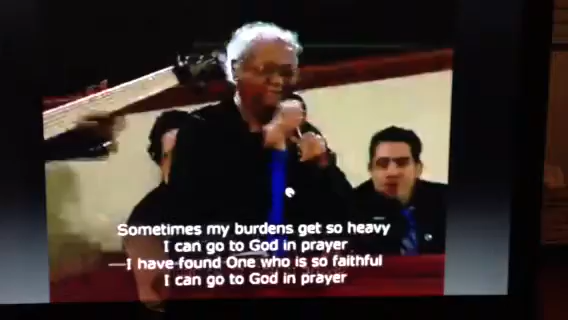 Sometimes my burdens get so heavy
I can go to God in prayer
I have found One who is so faithful
I can go to God in prayer